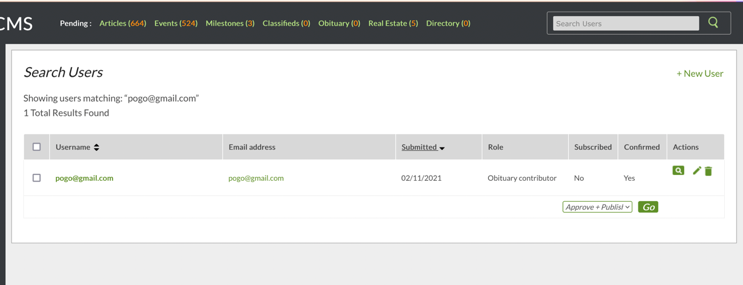 CMS Pending : Articles (664) Events (524) Milestones (3) Classifieds (0) Obituary (0) Real Estate (5) Directory (0) Search Users
Search Users + New User
Showing users matching: “pogo@gmail.com”
1 Total Results Found
Username Email address Submitted Role Subscribed Confirmed Actions
pogo@gmail.com pogo@gmail.com 02/11/2021 Obituary contributor No Yes
Approve + Publisl Go